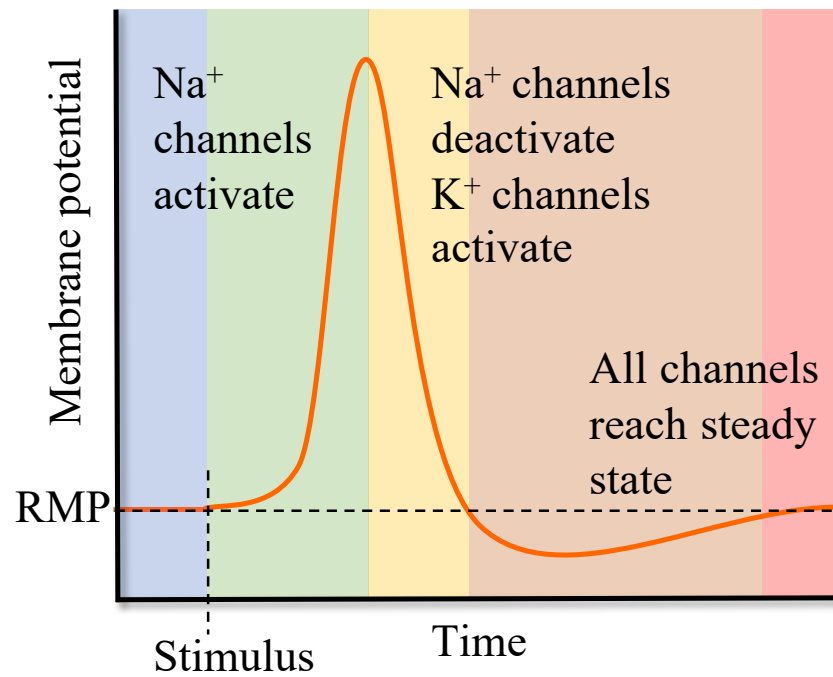 Membrane potential
Na⁺
channels
activate
Na⁺ channels
deactivate
K⁺ channels
activate
All channels
reach steady
state
RMP
Stimulus
Time